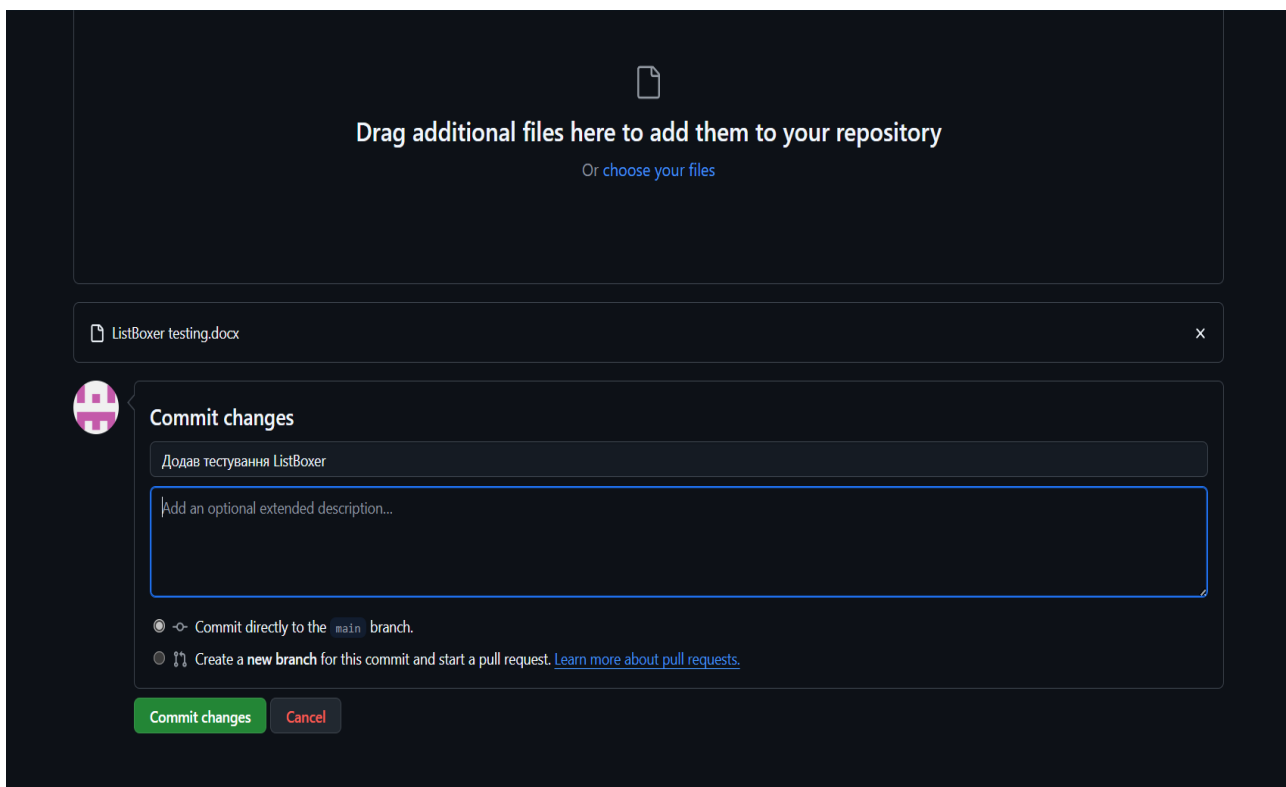 Drag additional files here to add them to your repository
Or choose your files
ListBoxer testing.docx
Commit changes
Додав тестування ListBoxer
Add an optional extended description...
Commit directly to the main branch.
Create a new branch for this commit and start a pull request. Learn more about pull requests.
Commit changes Cancel